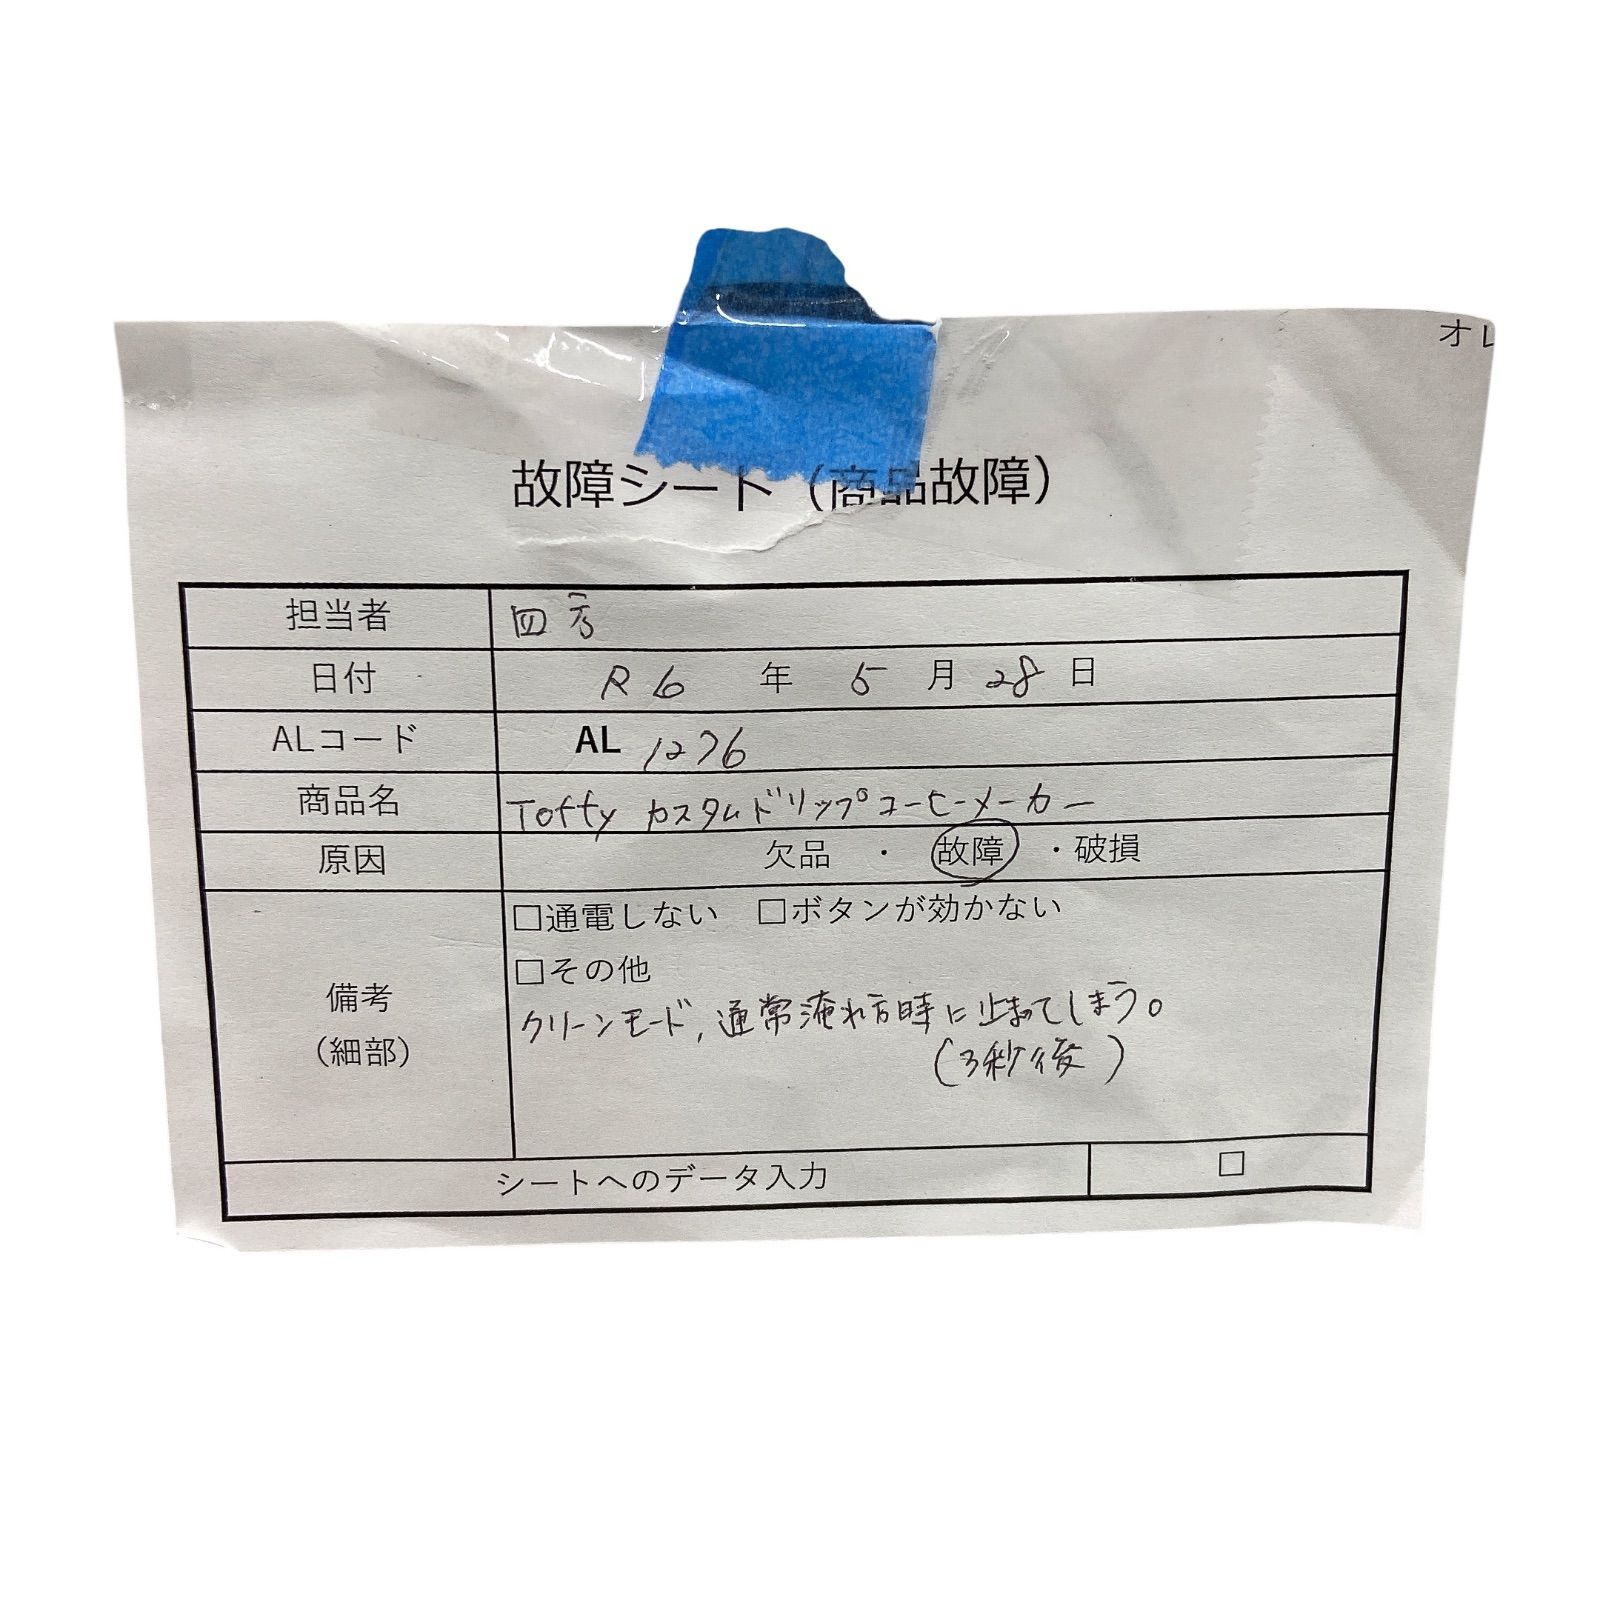 オレ
故障シート（商品故障）
担当者 四方
日付 R6 年 5 月 28 日
ALコード AL 1276
商品名 Toffy カスタムドリップコーヒーメーカー
原因 欠品 ・ 故障 ・破損
備考（細部）
□通電しない □ボタンが効かない
□その他
クリーンモード,通常淹れ方時に止まってしまう。
(3秒後)
シートへのデータ入力 □